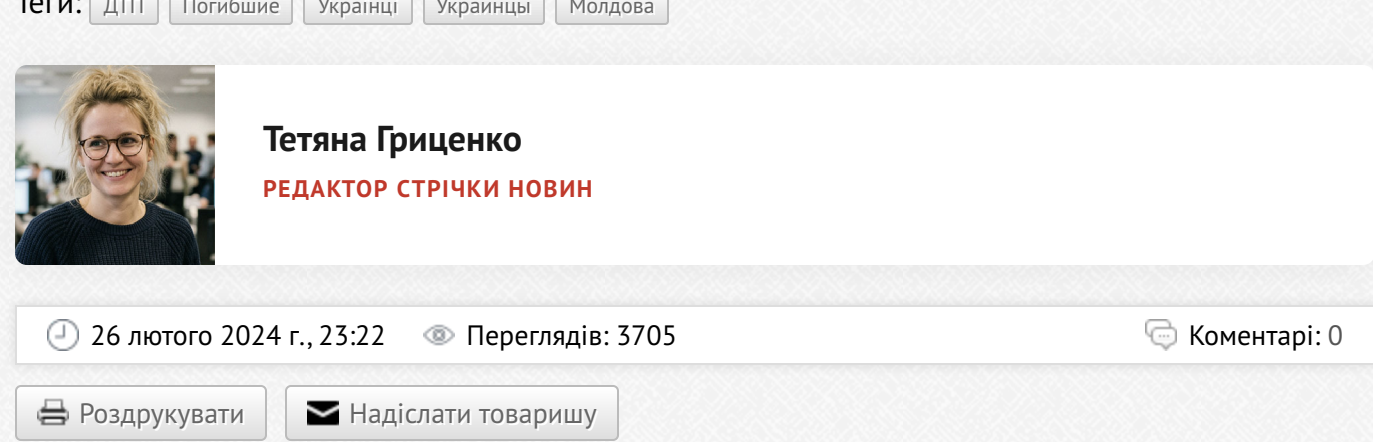 Теги: ДТП Погибшие Українці Украинцы Молдова
Тетяна Гриценко
РЕДАКТОР СТРІЧКИ НОВИН
26 лютого 2024 г., 23:22 Переглядів: 3705 Коментарі: 0
Роздрукувати Надіслати товаришу